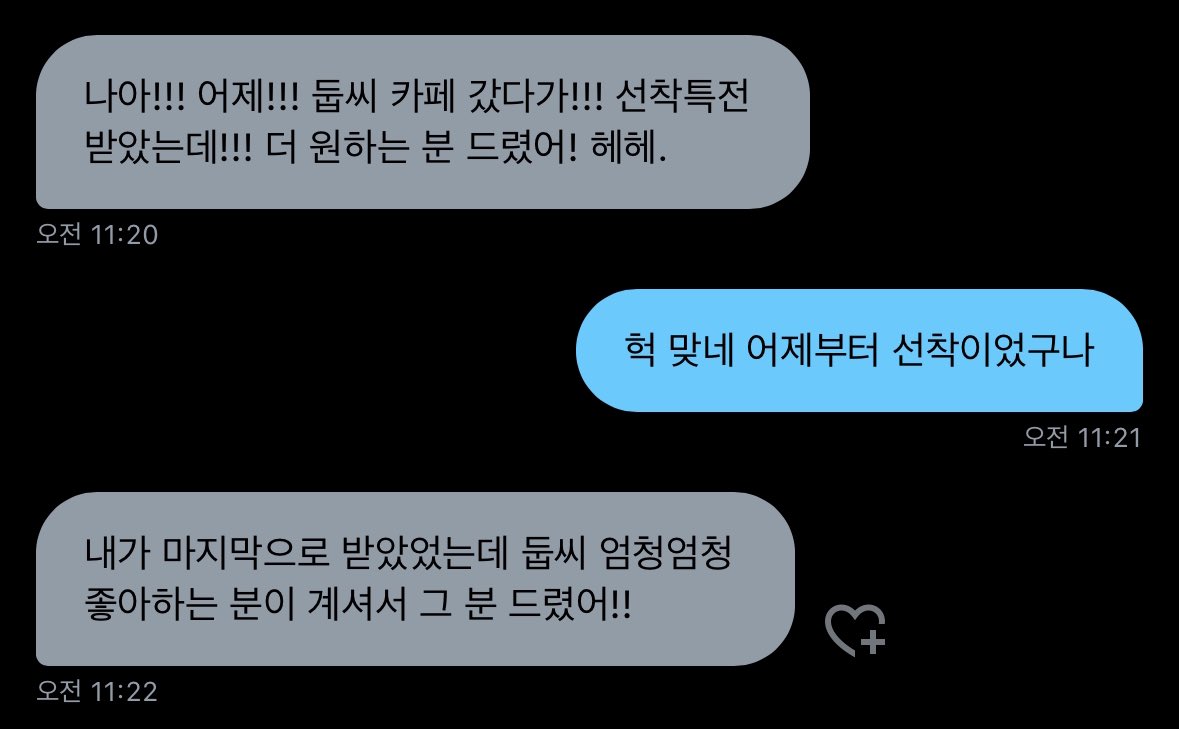 나아!!! 어제!!! 둡씨 카페 갔다가!!! 선착특전
받았는데!!! 더 원하는 분 드렸어! 헤헤.
오전 11:20
헉 맞네 어제부터 선착이었구나
오전 11:21
내가 마지막으로 받았었는데 둡씨 엄청엄청
좋아하는 분이 계셔서 그 분 드렸어!!
오전 11:22